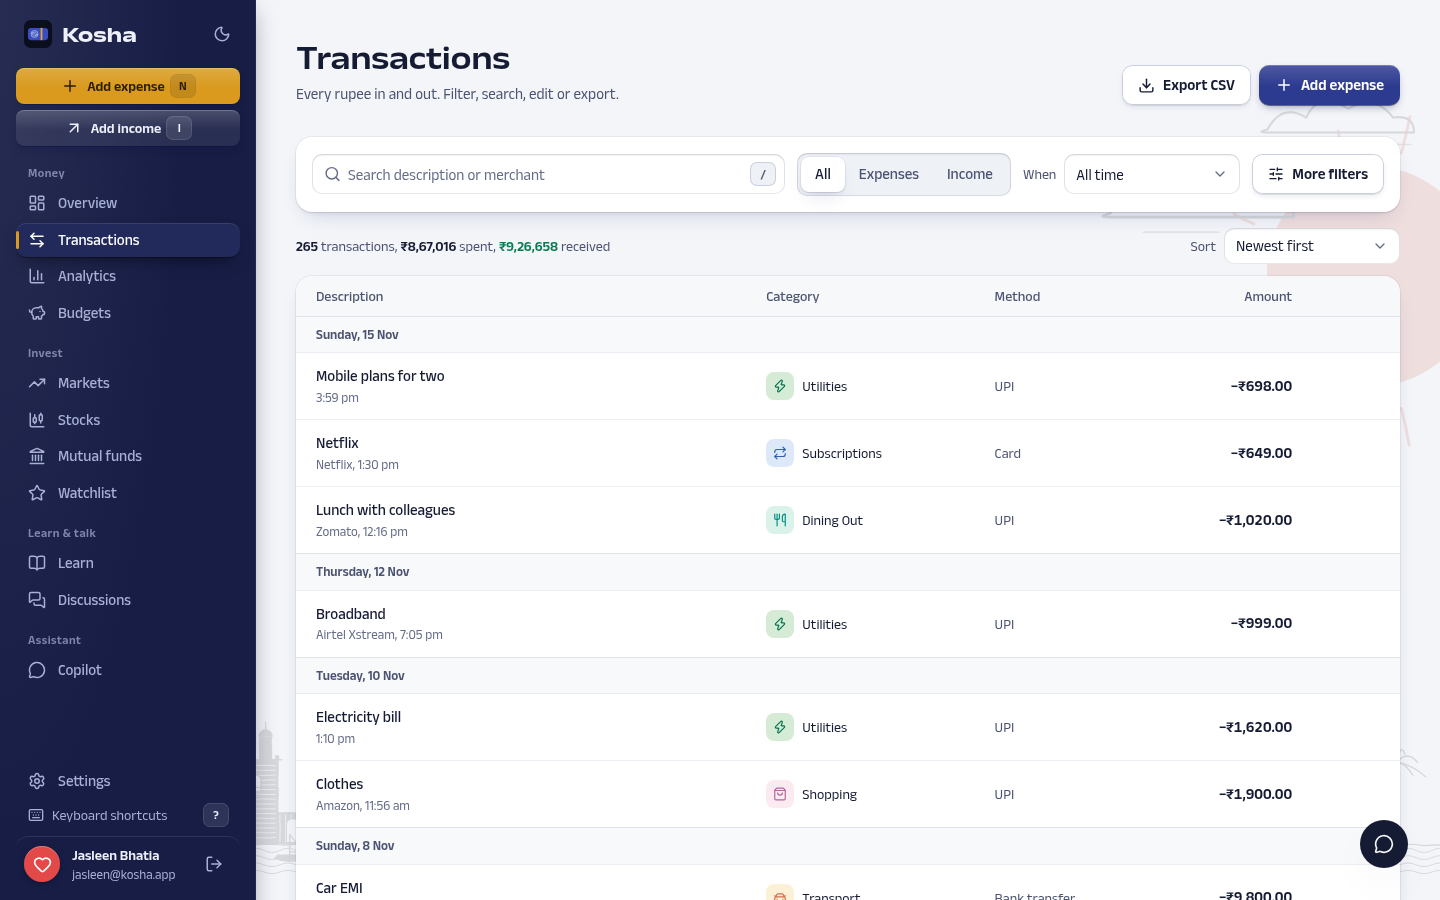 Kosha
Add expense N
Add income I
Money
Overview
Transactions
Analytics
Budgets
Invest
Markets
Stocks
Mutual funds
Watchlist
Learn & talk
Learn
Discussions
Assistant
Copilot
Settings
Keyboard shortcuts ?
Jasleen Bhatia
jasleen@kosha.app
Transactions
Every rupee in and out. Filter, search, edit or export.
Export CSV
Add expense
Search description or merchant /
All Expenses Income
When All time
More filters
265 transactions, ₹8,67,016 spent, ₹9,26,658 received
Sort Newest first
Description Category Method Amount
Sunday, 15 Nov
Mobile plans for two
3:59 pm
Utilities UPI −₹698.00
Netflix
Netflix, 1:30 pm
Subscriptions Card −₹649.00
Lunch with colleagues
Zomato, 12:16 pm
Dining Out UPI −₹1,020.00
Thursday, 12 Nov
Broadband
Airtel Xstream, 7:05 pm
Utilities UPI −₹999.00
Tuesday, 10 Nov
Electricity bill
1:10 pm
Utilities UPI −₹1,620.00
Clothes
Amazon, 11:56 am
Shopping UPI −₹1,900.00
Sunday, 8 Nov
Car EMI
Transport Bank transfer −₹9,800.00